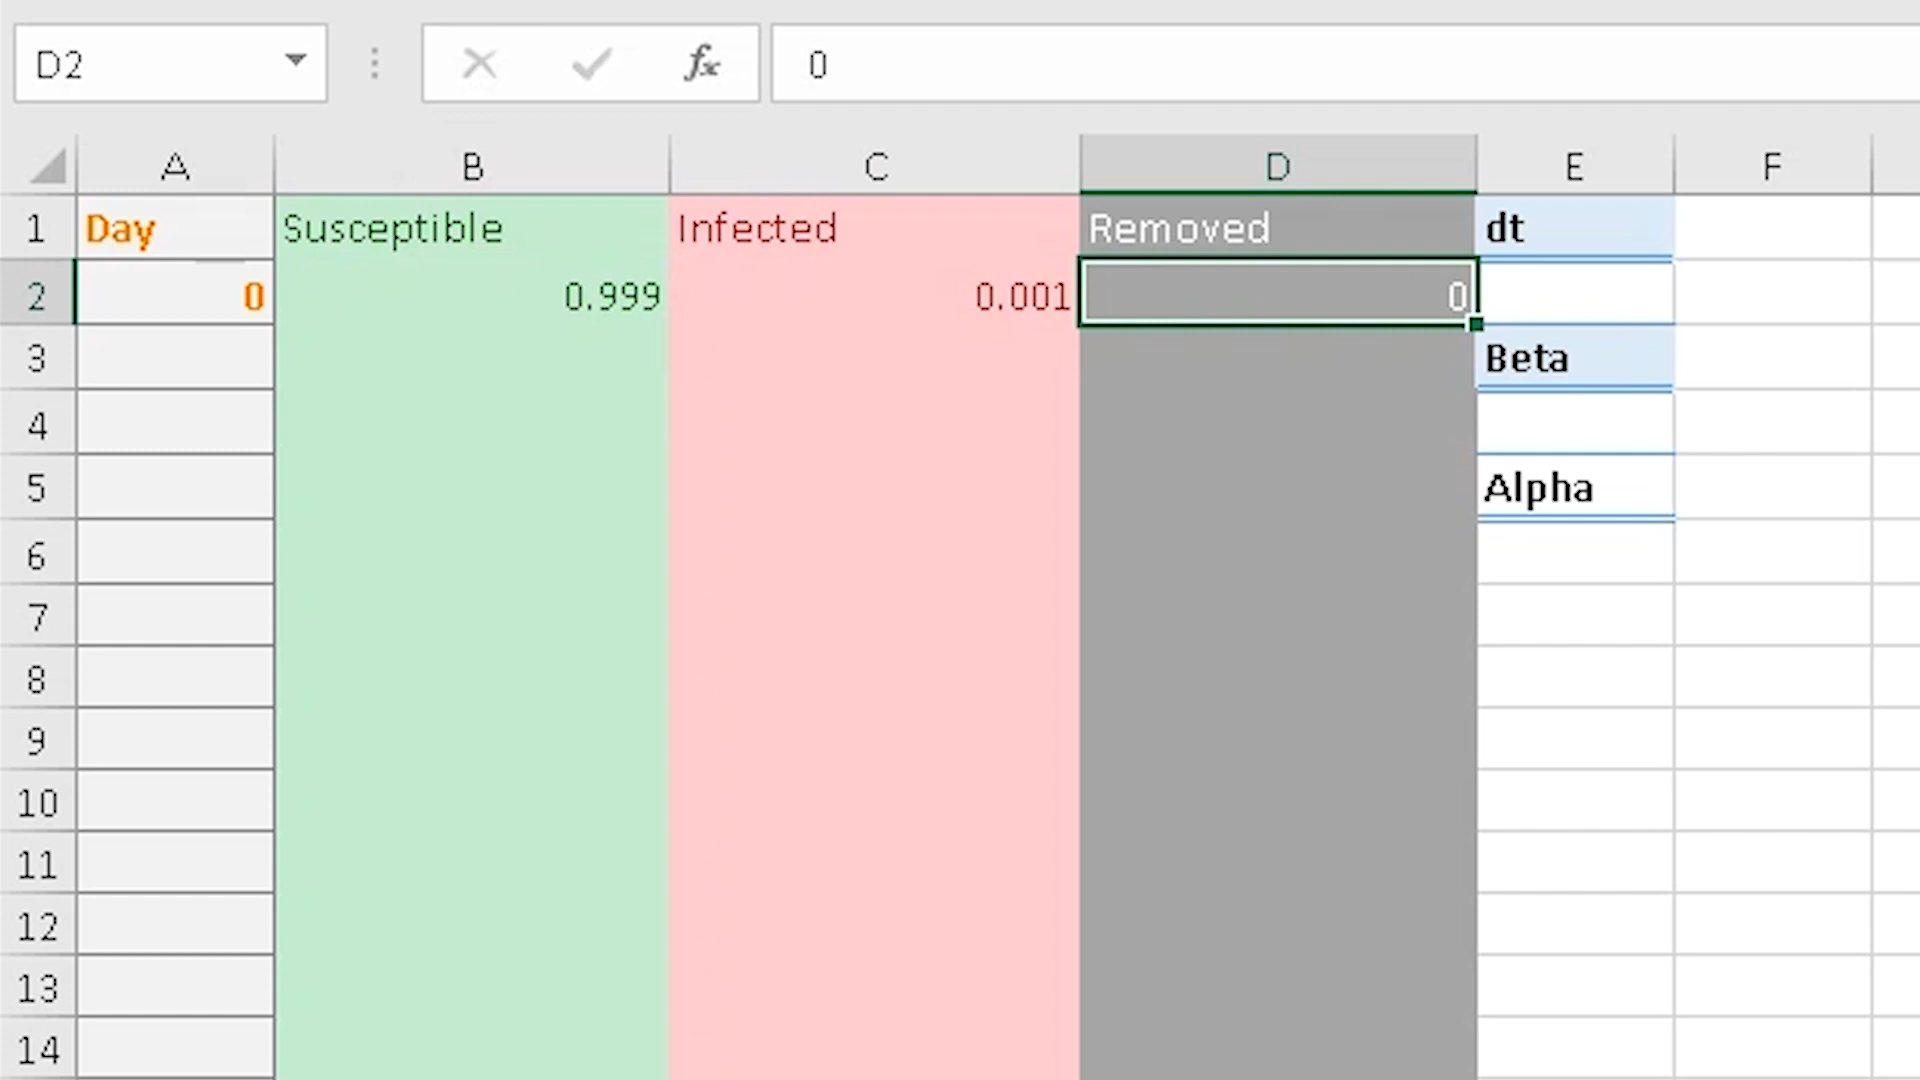 D2 fx 0
A B C D E F
1 Day Susceptible Infected Removed dt
2 0 0.999 0.001 0
3 Beta
4
5 Alpha
6
7
8
9
10
11
12
13
14